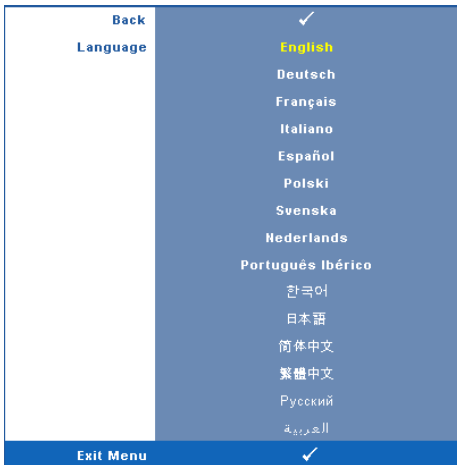 Back ✓
Language English
Deutsch
Français
Italiano
Español
Polski
Svenska
Nederlands
Português Ibérico
한국어
日本語
简体中文
繁體中文
Русский
العربية
Exit Menu ✓